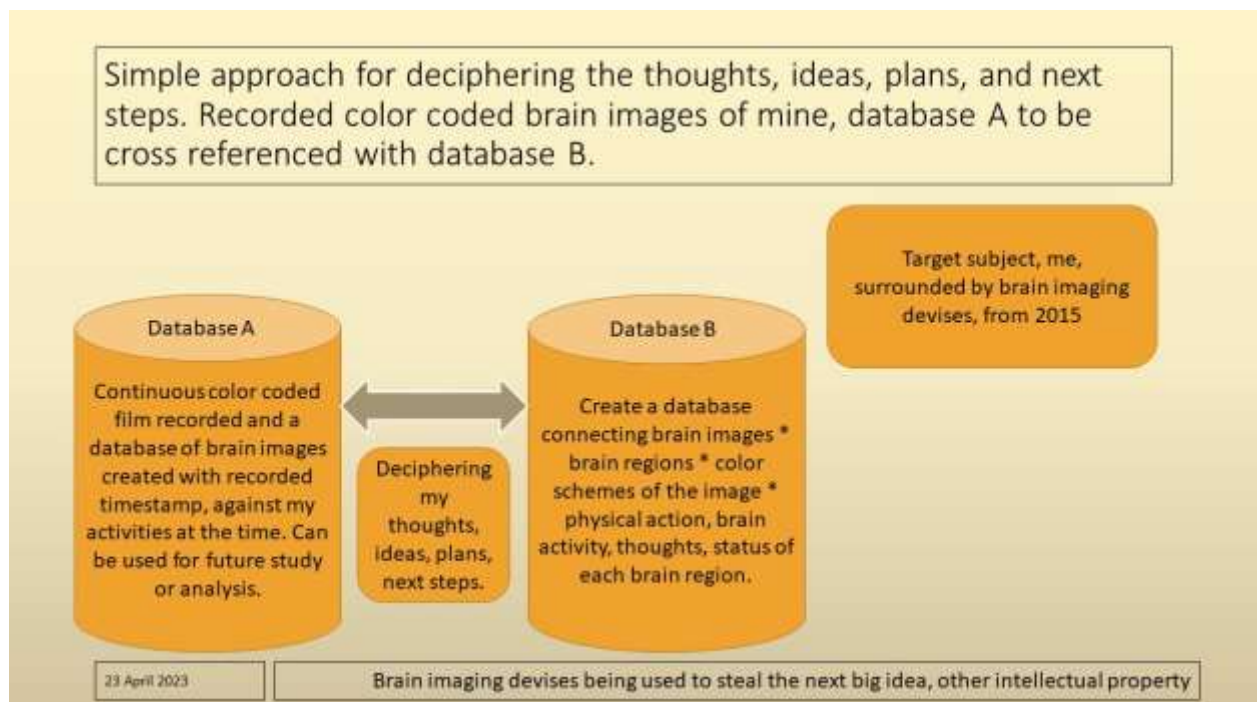 Simple approach for deciphering the thoughts, ideas, plans, and next
steps. Recorded color coded brain images of mine, database A to be
cross referenced with database B.
Target subject, me,
surrounded by brain imaging
devises, from 2015
Database A
Continuous color coded
film recorded and a
database of brain images
created with recorded
timestamp, against my
activities at the time. Can
be used for future study
or analysis.
Deciphering
my
thoughts,
ideas, plans,
next steps.
Database B
Create a database
connecting brain images *
brain regions * color
schemes of the image *
physical action, brain
activity, thoughts, status of
each brain region.
23 April 2023
Brain imaging devises being used to steal the next big idea, other intellectual property